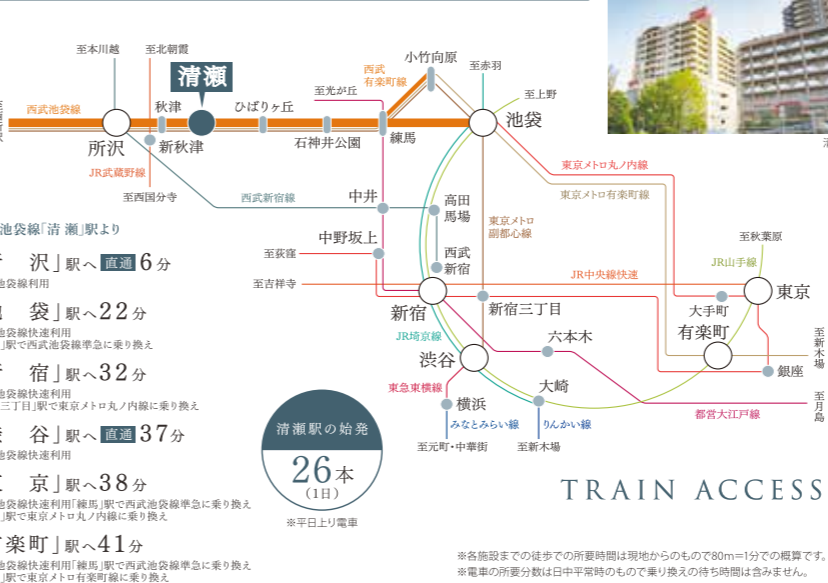 至本川越
至北朝霞
清瀬
西武池袋線
秋津
ひばりヶ丘
至光が丘
西武
有楽町線
小竹向原
至赤羽
至上野
所沢
新秋津
石神井公園
練馬
池袋
JR武蔵野線
至西国分寺
西武新宿線
中井
高田
馬場
東京メトロ丸ノ内線
東京メトロ有楽町線
東京メトロ
副都心線
中野坂上
西武
新宿
至秋葉原
至荻窪
JR山手線
至吉祥寺
JR中央線快速
新宿
新宿三丁目
大手町
東京
JR埼京線
六本木
有楽町
至新木場
渋谷
銀座
東急東横線
大崎
至月島
横浜
都営大江戸線
みなとみらい線
りんかい線
至元町・中華街
至新木場
池袋線「清瀬」駅より
沢」駅へ 直通 6分
池袋線利用
袋」駅へ22分
池袋線快速利用
」駅で西武池袋線準急に乗り換え
宿」駅へ32分
池袋線快速利用
三丁目」駅で東京メトロ丸ノ内線に乗り換え
谷」駅へ 直通 37分
池袋線快速利用
京」駅へ38分
池袋線快速利用「練馬」駅で西武池袋線準急に乗り換え
」駅で東京メトロ丸ノ内線に乗り換え
楽町」駅へ41分
池袋線快速利用「練馬」駅で西武池袋線準急に乗り換え
」駅で東京メトロ有楽町線に乗り換え
清瀬駅の始発
26本
(1日)
※平日上り電車
TRAIN ACCESS
※各施設までの徒歩での所要時間は現地からのもので80m=1分での概算です。
※電車の所要分数は日中平常時のもので乗り換えの待ち時間は含みません。